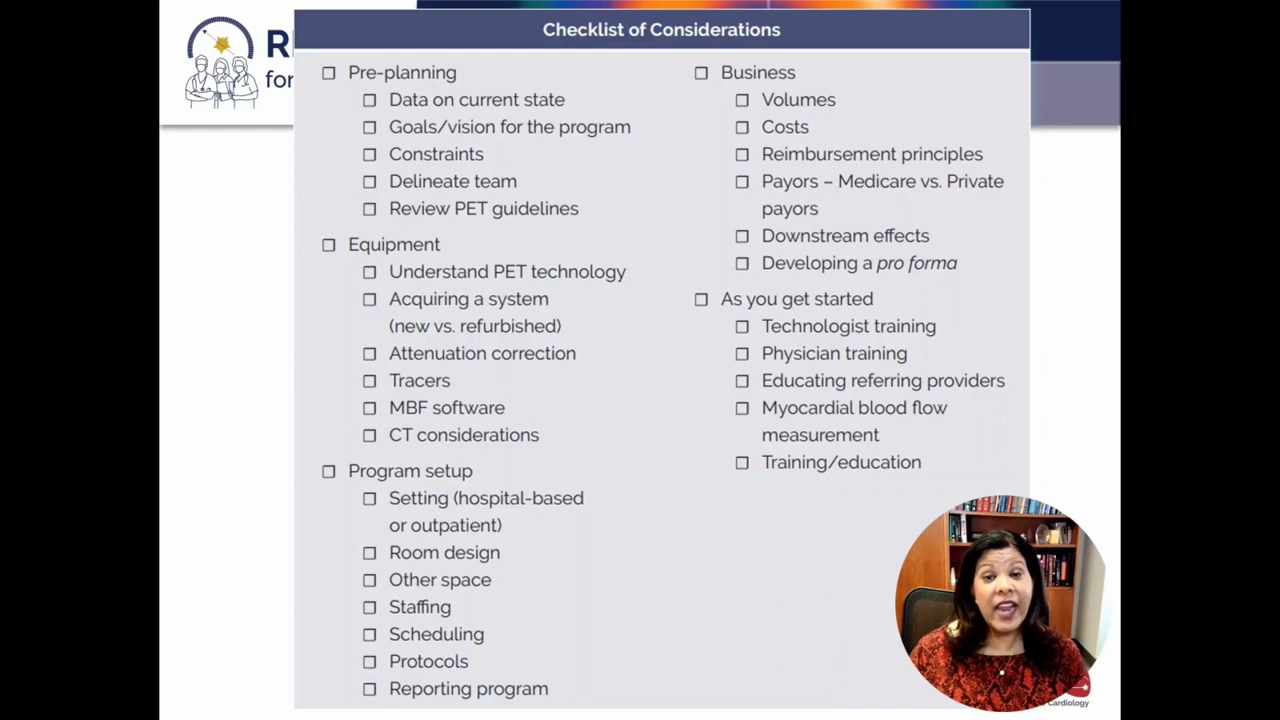 Checklist of Considerations
R
for
Pre-planning
Data on current state
Goals/vision for the program
Constraints
Delineate team
Review PET guidelines
Equipment
Understand PET technology
Acquiring a system
(new vs. refurbished)
Attenuation correction
Tracers
MBF software
CT considerations
Program setup
Setting (hospital-based
or outpatient)
Room design
Other space
Staffing
Scheduling
Protocols
Reporting program
Business
Volumes
Costs
Reimbursement principles
Payors – Medicare vs. Private
payors
Downstream effects
Developing a pro forma
As you get started
Technologist training
Physician training
Educating referring providers
Myocardial blood flow
measurement
Training/education
Cardiology